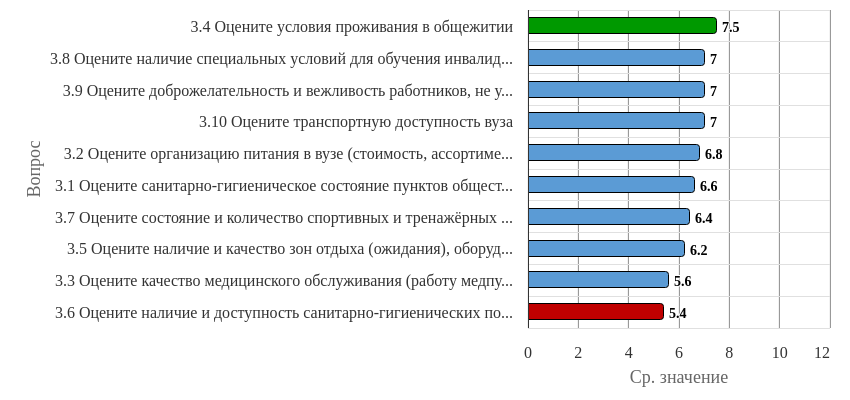 3.4 Оцените условия проживания в общежитии 7.5
3.8 Оцените наличие специальных условий для обучения инвалид... 7
3.9 Оцените доброжелательность и вежливость работников, не у... 7
3.10 Оцените транспортную доступность вуза 7
3.2 Оцените организацию питания в вузе (стоимость, ассортиме... 6.8
3.1 Оцените санитарно-гигиеническое состояние пунктов общест... 6.6
3.7 Оцените состояние и количество спортивных и тренажёрных ... 6.4
3.5 Оцените наличие и качество зон отдыха (ожидания), оборуд... 6.2
3.3 Оцените качество медицинского обслуживания (работу медпу... 5.6
3.6 Оцените наличие и доступность санитарно-гигиенических по... 5.4
Вопрос
0 2 4 6 8 10 12
Ср. значение